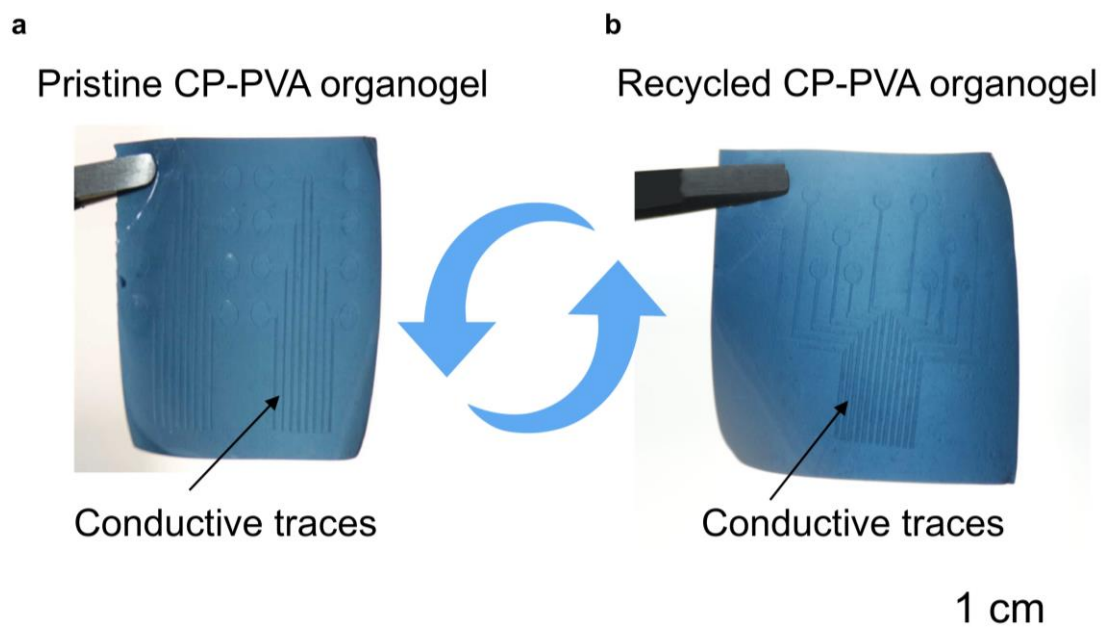 a
b
Pristine CP-PVA organogel
Recycled CP-PVA organogel
Conductive traces
Conductive traces
1 cm